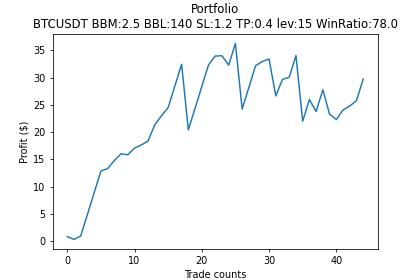 Portfolio
BTCUSDT BBM:2.5 BBL:140 SL:1.2 TP:0.4 lev:15 WinRatio:78.0
35
30
25
20
15
10
5
0
Profit ($)
0 10 20 30 40
Trade counts